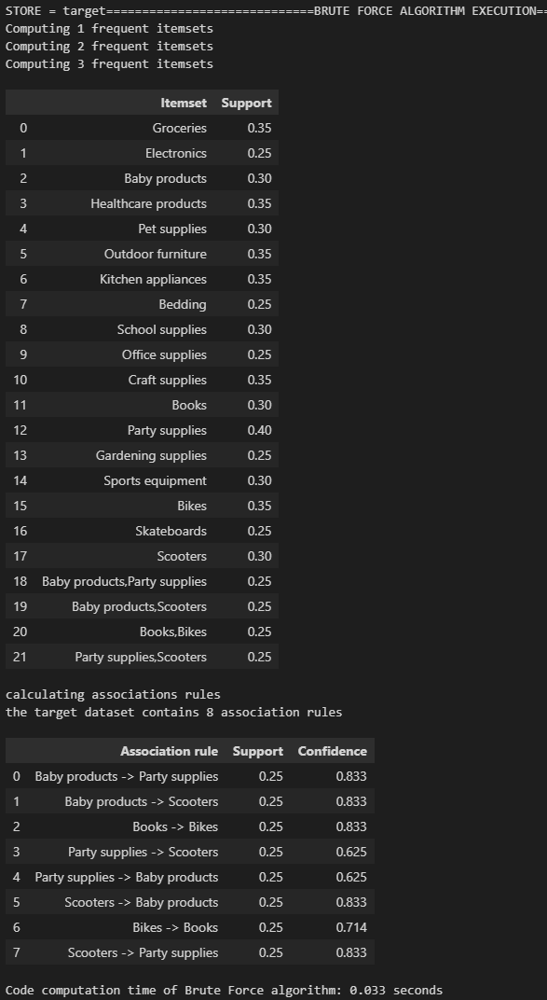 STORE = target=============================BRUTE FORCE ALGORITHM EXECUTION==
Computing 1 frequent itemsets
Computing 2 frequent itemsets
Computing 3 frequent itemsets
Itemset Support
0 Groceries 0.35
1 Electronics 0.25
2 Baby products 0.30
3 Healthcare products 0.35
4 Pet supplies 0.30
5 Outdoor furniture 0.35
6 Kitchen appliances 0.35
7 Bedding 0.25
8 School supplies 0.30
9 Office supplies 0.25
10 Craft supplies 0.35
11 Books 0.30
12 Party supplies 0.40
13 Gardening supplies 0.25
14 Sports equipment 0.30
15 Bikes 0.35
16 Skateboards 0.25
17 Scooters 0.30
18 Baby products,Party supplies 0.25
19 Baby products,Scooters 0.25
20 Books,Bikes 0.25
21 Party supplies,Scooters 0.25
calculating associations rules
the target dataset contains 8 association rules
Association rule Support Confidence
0 Baby products -> Party supplies 0.25 0.833
1 Baby products -> Scooters 0.25 0.833
2 Books -> Bikes 0.25 0.833
3 Party supplies -> Scooters 0.25 0.625
4 Party supplies -> Baby products 0.25 0.625
5 Scooters -> Baby products 0.25 0.833
6 Bikes -> Books 0.25 0.714
7 Scooters -> Party supplies 0.25 0.833
Code computation time of Brute Force algorithm: 0.033 seconds